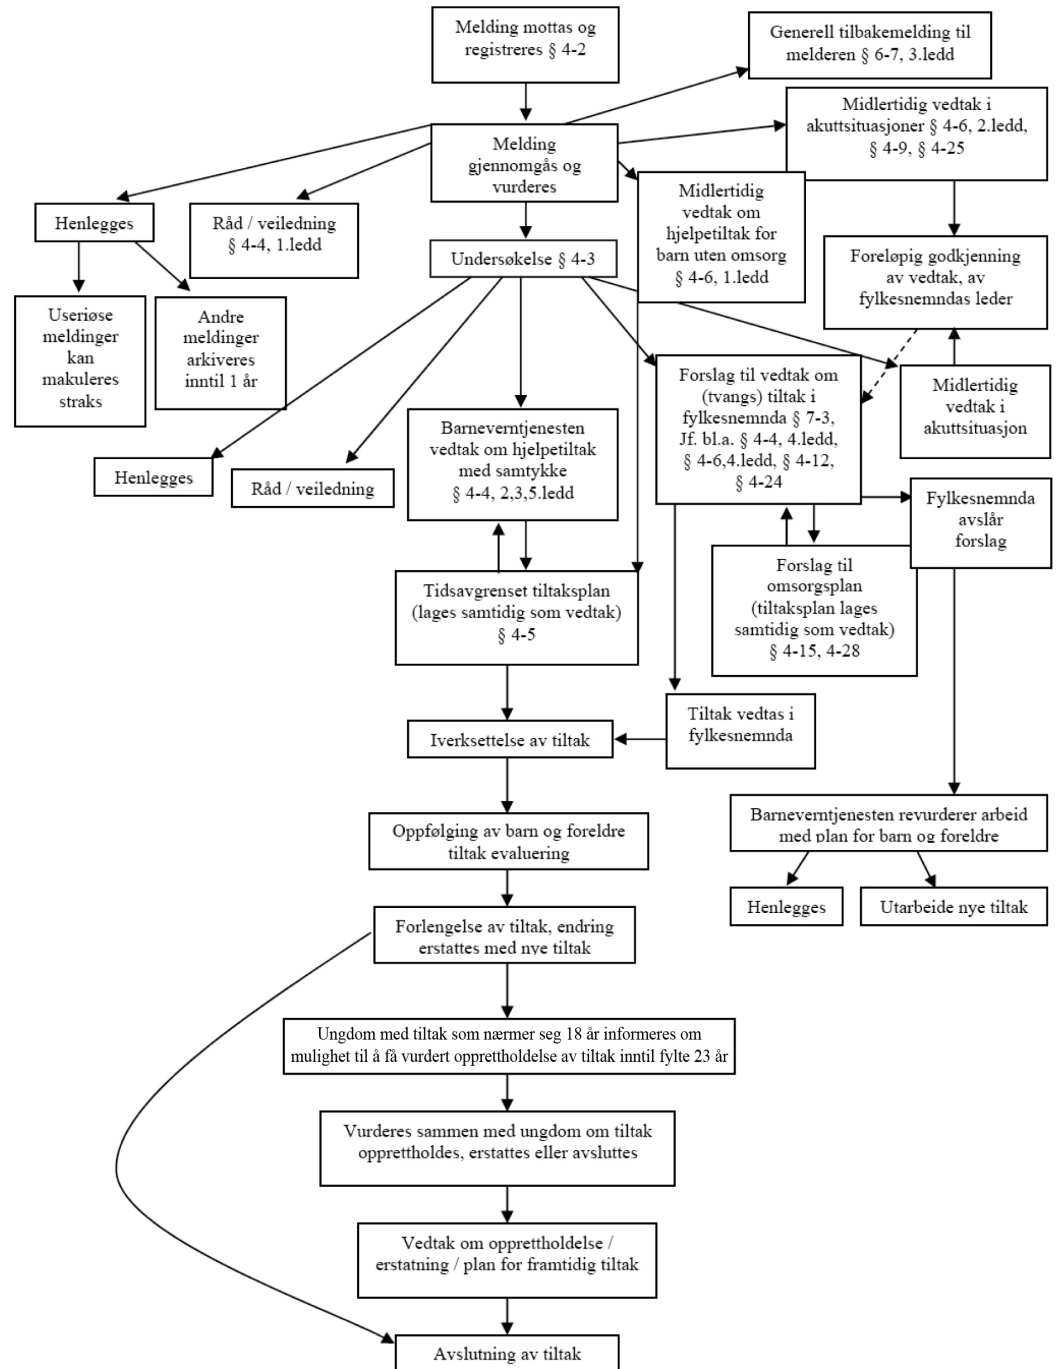 Melding mottas og
registreres § 4-2
Generell tilbakemelding til
melderen § 6-7, 3.ledd
Midlertidig vedtak i
akuttsituasjoner § 4-6, 2.ledd,
§ 4-9, § 4-25
Melding
gjennomgås og
vurderes
Midlertidig
vedtak om
hjelpetiltak for
barn uten omsorg
§ 4-6, 1.ledd
Henlegges
Råd / veiledning
§ 4-4, 1.ledd
Undersøkelse § 4-3
Foreløpig godkjenning
av vedtak, av
fylkesnemndas leder
Useriøse
meldinger
kan
makuleres
straks
Andre
meldinger
arkiveres
inntil 1 år
Forslag til vedtak om
(tvangs) tiltak i
fylkesnemnda § 7-3,
Jf. bl.a. § 4-4, 4.ledd,
§ 4-6,4.ledd, § 4-12,
§ 4-24
Midlertidig
vedtak i
akuttsituasjon
Henlegges
Råd / veiledning
Barneverntjenesten
vedtak om hjelpetiltak
med samtykke
§ 4-4, 2,3,5.ledd
Fylkesnemnda
avslår
forslag
Tidsavgrenset tiltaksplan
(lages samtidig som vedtak)
§ 4-5
Forslag til
omsorgsplan
(tiltaksplan lages
samtidig som vedtak)
§ 4-15, 4-28
Iverksettelse av tiltak
Tiltak vedtas i
fylkesnemnda
Oppfølging av barn og foreldre
tiltak evaluering
Barneverntjenesten revurderer arbeid
med plan for barn og foreldre
Henlegges
Utarbeide nye tiltak
Forlengelse av tiltak, endring
erstattes med nye tiltak
Ungdom med tiltak som nærmer seg 18 år informeres om
mulighet til å få vurdert opprettholdelse av tiltak inntil fylte 23 år
Vurderes sammen med ungdom om tiltak
opprettholdes, erstattes eller avsluttes
Vedtak om opprettholdelse /
erstatning / plan for framtidig tiltak
Avslutning av tiltak